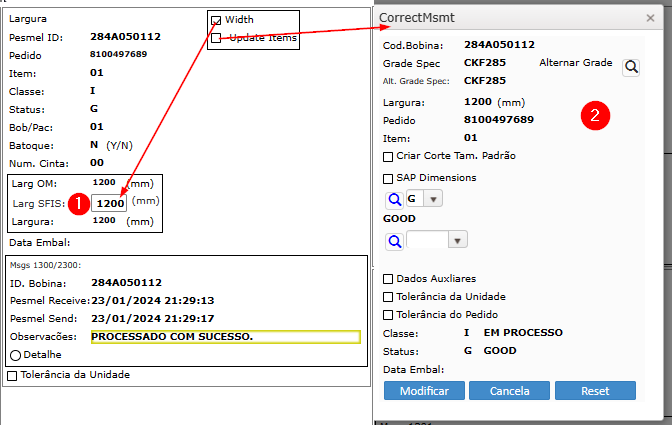 Largura
Width
Update Items
Pesmel ID: 284A050112
Pedido 8100497689
Item: 01
Classe: I
Status: G
Bob/Pac: 01
Batoque: N (Y/N)
Num. Cinta: 00
Larg OM: 1200 (mm)
Larg SFIS: 1 1200 (mm)
Largura: 1200 (mm)
Data Embal:
Msgs 1300/2300:
ID. Bobina: 284A050112
Pesmel Receive: 23/01/2024 21:29:13
Pesmel Send: 23/01/2024 21:29:17
Observacões: PROCESSADO COM SUCESSO.
Detalhe
Tolerância da Unidade
CorrectMsmt ×
Cod.Bobina: 284A050112
Grade Spec CKF285 Alternar Grade
Alt. Grade Spec: CKF285
Largura: 1200 (mm)
2
Pedido 8100497689
Item: 01
Criar Corte Tam. Padrão
SAP Dimensions
G
GOOD
Dados Auxliares
Tolerância da Unidade
Tolerância do Pedido
Classe: I EM PROCESSO
Status: G GOOD
Data Embal:
Modificar Cancela Reset